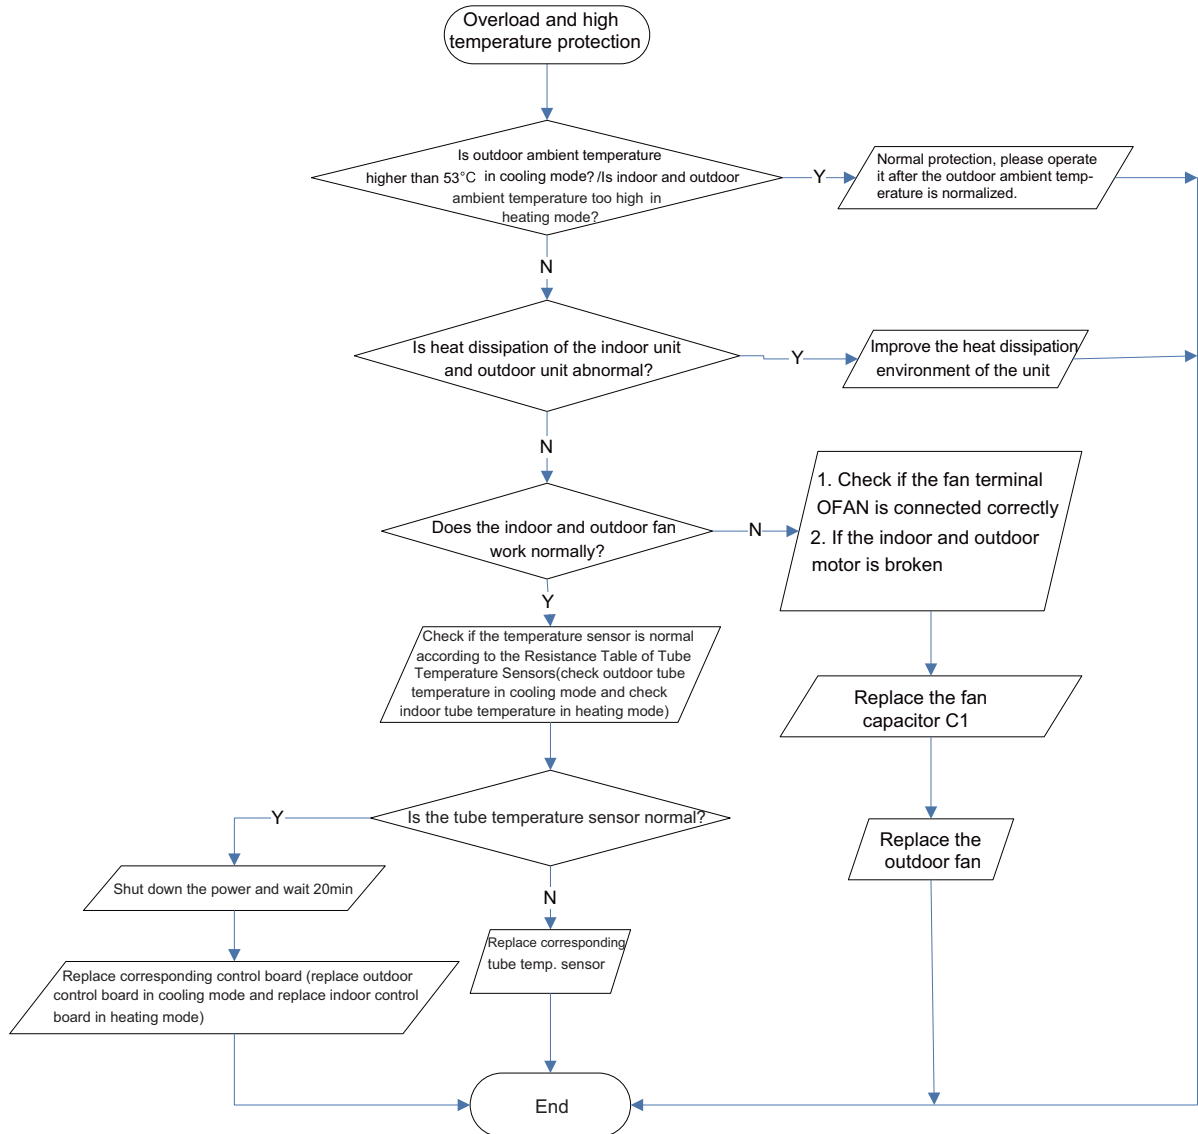 Overload and high
temperature protection
Is outdoor ambient temperature
higher than 53°C in cooling mode?/Is indoor and outdoor
ambient temperature too high in
heating mode?
Y
Normal protection, please operate
it after the outdoor ambient temp-
erature is normalized.
N
Is heat dissipation of the indoor unit
and outdoor unit abnormal?
Y
Improve the heat dissipation
environment of the unit
N
Does the indoor and outdoor fan
work normally?
N
1. Check if the fan terminal
OFAN is connected correctly
2. If the indoor and outdoor
motor is broken
Y
Check if the temperature sensor is normal
according to the Resistance Table of Tube
Temperature Sensors(check outdoor tube
temperature in cooling mode and check
indoor tube temperature in heating mode)
Replace the fan
capacitor C1
Is the tube temperature sensor normal?
Y
Replace the
outdoor fan
Shut down the power and wait 20min
N
Replace corresponding
tube temp. sensor
Replace corresponding control board (replace outdoor
control board in cooling mode and replace indoor control
board in heating mode)
End